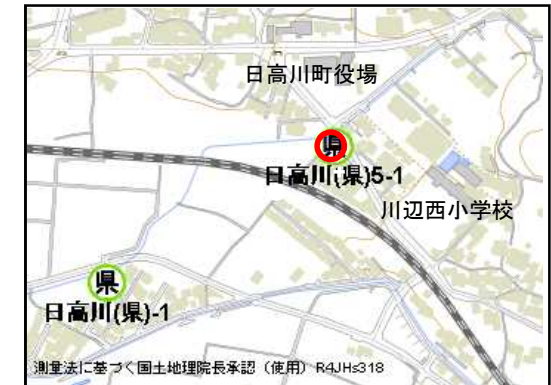 日高川町役場
県
日高川(県)5-1
川辺西小学校
県
日高川(県)-1
測量法に基づく国土地理院長承認（使用）R4JHs318